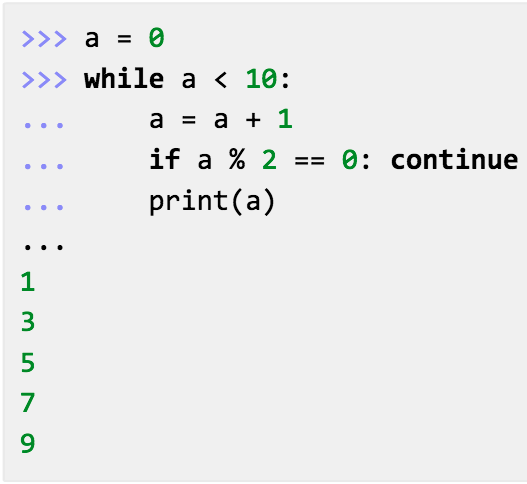 >>> a = 0
>>> while a < 10:
...     a = a + 1
...     if a % 2 == 0: continue
...     print(a)
...
1
3
5
7
9